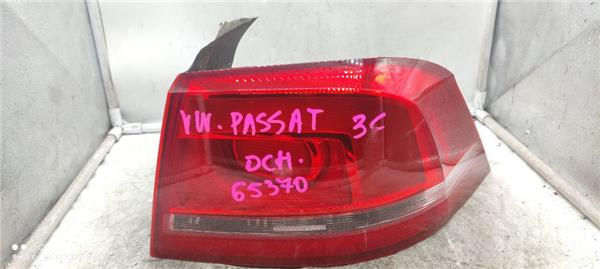 VW. PASSAT 3C
DCH.
65370